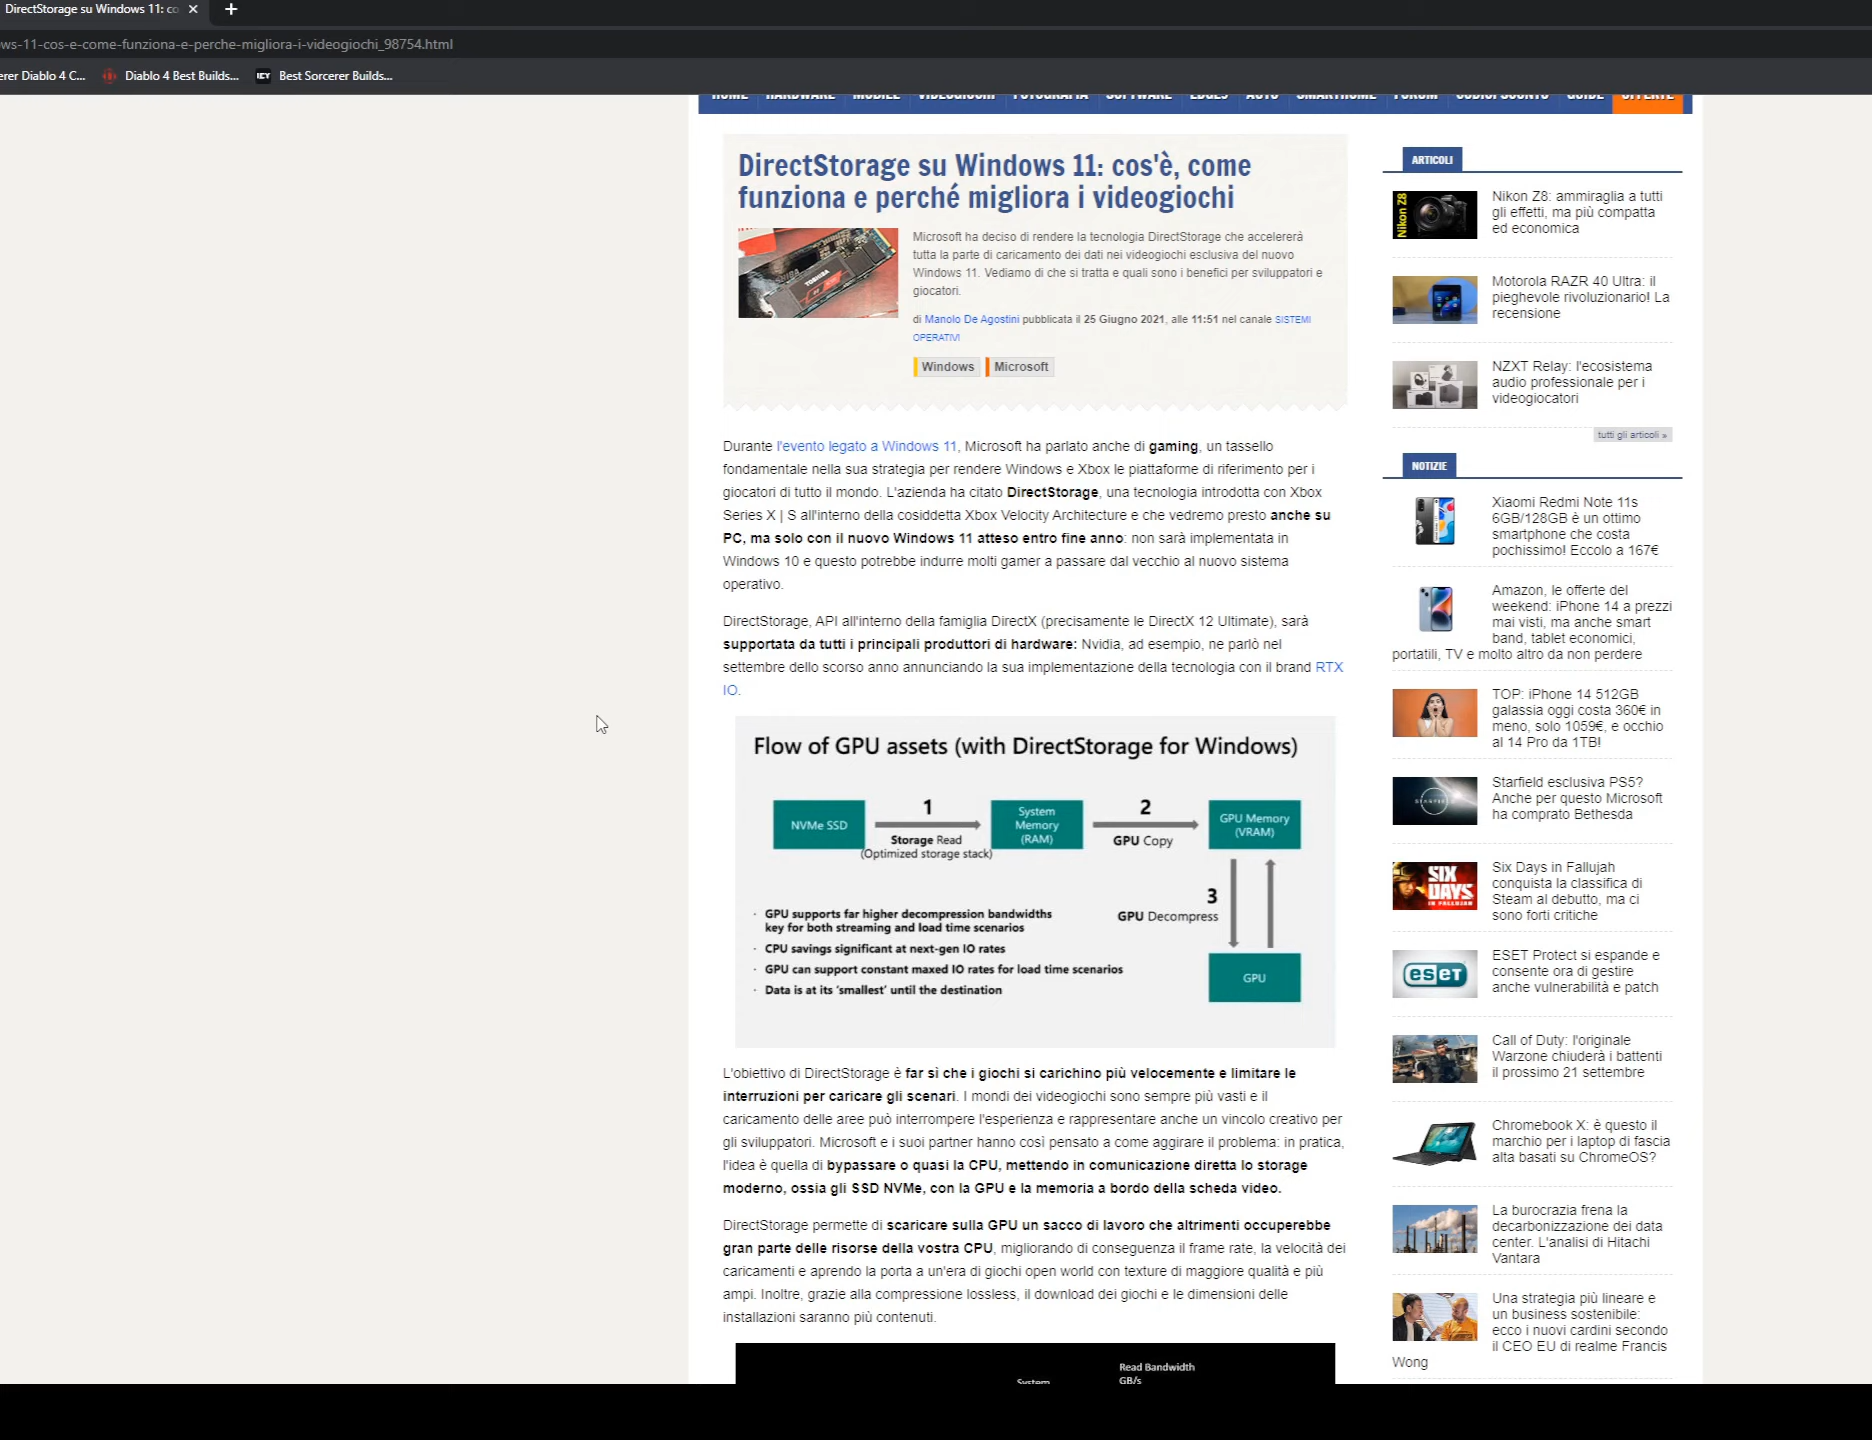 DirectStorage su Windows 11: co
ws-11-cos-e-come-funziona-e-perche-migliora-i-videogiochi_98754.html
erer Diablo 4 C...
Diablo 4 Best Builds...
ICY
Best Sorcerer Builds...
HOME HARDWARE MOBILE VIDEOGIOCHI FOTOGRAFIA SOFTWARE EDGE9 AUTO SMARTHOME FORUM CODICI SCONTO GUIDE OFFERTE
DirectStorage su Windows 11: cos'è, come
funziona e perché migliora i videogiochi
TOSHIBA
Microsoft ha deciso di rendere la tecnologia DirectStorage che accelererà
tutta la parte di caricamento dei dati nei videogiochi esclusiva del nuovo
Windows 11. Vediamo di che si tratta e quali sono i benefici per sviluppatori e
giocatori.
di Manolo De Agostini pubblicata il 25 Giugno 2021, alle 11:51 nel canale SISTEMI
OPERATIVI
Windows Microsoft
Durante l'evento legato a Windows 11, Microsoft ha parlato anche di gaming, un tassello
fondamentale nella sua strategia per rendere Windows e Xbox le piattaforme di riferimento per i
giocatori di tutto il mondo. L'azienda ha citato DirectStorage, una tecnologia introdotta con Xbox
Series X | S all'interno della cosiddetta Xbox Velocity Architecture e che vedremo presto anche su
PC, ma solo con il nuovo Windows 11 atteso entro fine anno: non sarà implementata in
Windows 10 e questo potrebbe indurre molti gamer a passare dal vecchio al nuovo sistema
operativo.
DirectStorage, API all'interno della famiglia DirectX (precisamente le DirectX 12 Ultimate), sarà
supportata da tutti i principali produttori di hardware: Nvidia, ad esempio, ne parlò nel
settembre dello scorso anno annunciando la sua implementazione della tecnologia con il brand RTX
IO.
Flow of GPU assets (with DirectStorage for Windows)
NVMe SSD
1
Storage Read
(Optimized storage stack)
System
Memory
(RAM)
2
GPU Copy
GPU Memory
(VRAM)
3
GPU Decompress
GPU
· GPU supports far higher decompression bandwidths
key for both streaming and load time scenarios
· CPU savings significant at next-gen IO rates
· GPU can support constant maxed IO rates for load time scenarios
· Data is at its 'smallest' until the destination
L'obiettivo di DirectStorage è far sì che i giochi si carichino più velocemente e limitare le
interruzioni per caricare gli scenari. I mondi dei videogiochi sono sempre più vasti e il
caricamento delle aree può interrompere l'esperienza e rappresentare anche un vincolo creativo per
gli sviluppatori. Microsoft e i suoi partner hanno così pensato a come aggirare il problema: in pratica,
l'idea è quella di bypassare o quasi la CPU, mettendo in comunicazione diretta lo storage
moderno, ossia gli SSD NVMe, con la GPU e la memoria a bordo della scheda video.
DirectStorage permette di scaricare sulla GPU un sacco di lavoro che altrimenti occuperebbe
gran parte delle risorse della vostra CPU, migliorando di conseguenza il frame rate, la velocità dei
caricamenti e aprendo la porta a un'era di giochi open world con texture di maggiore qualità e più
ampi. Inoltre, grazie alla compressione lossless, il download dei giochi e le dimensioni delle
installazioni saranno più contenuti.
System
Read Bandwidth
GB/s
ARTICOLI
Nikon Z8
Nikon Z8: ammiraglia a tutti
gli effetti, ma più compatta
ed economica
Motorola RAZR 40 Ultra: il
pieghevole rivoluzionario! La
recensione
NZXT Relay: l'ecosistema
audio professionale per i
videogiocatori
tutti gli articoli »
NOTIZIE
Xiaomi Redmi Note 11s
6GB/128GB è un ottimo
smartphone che costa
pochissimo! Eccolo a 167€
Amazon, le offerte del
weekend: iPhone 14 a prezzi
mai visti, ma anche smart
band, tablet economici,
portatili, TV e molto altro da non perdere
TOP: iPhone 14 512GB
galassia oggi costa 360€ in
meno, solo 1059€, e occhio
al 14 Pro da 1TB!
STARFIELD
Starfield esclusiva PS5?
Anche per questo Microsoft
ha comprato Bethesda
SIX
DAYS
IN FALLUJAH
Six Days in Fallujah
conquista la classifica di
Steam al debutto, ma ci
sono forti critiche
eseT
ESET Protect si espande e
consente ora di gestire
anche vulnerabilità e patch
Call of Duty: l'originale
Warzone chiuderà i battenti
il prossimo 21 settembre
Chromebook X: è questo il
marchio per i laptop di fascia
alta basati su ChromeOS?
La burocrazia frena la
decarbonizzazione dei data
center. L'analisi di Hitachi
Vantara
Una strategia più lineare e
un business sostenibile:
ecco i nuovi cardini secondo
il CEO EU di realme Francis
Wong